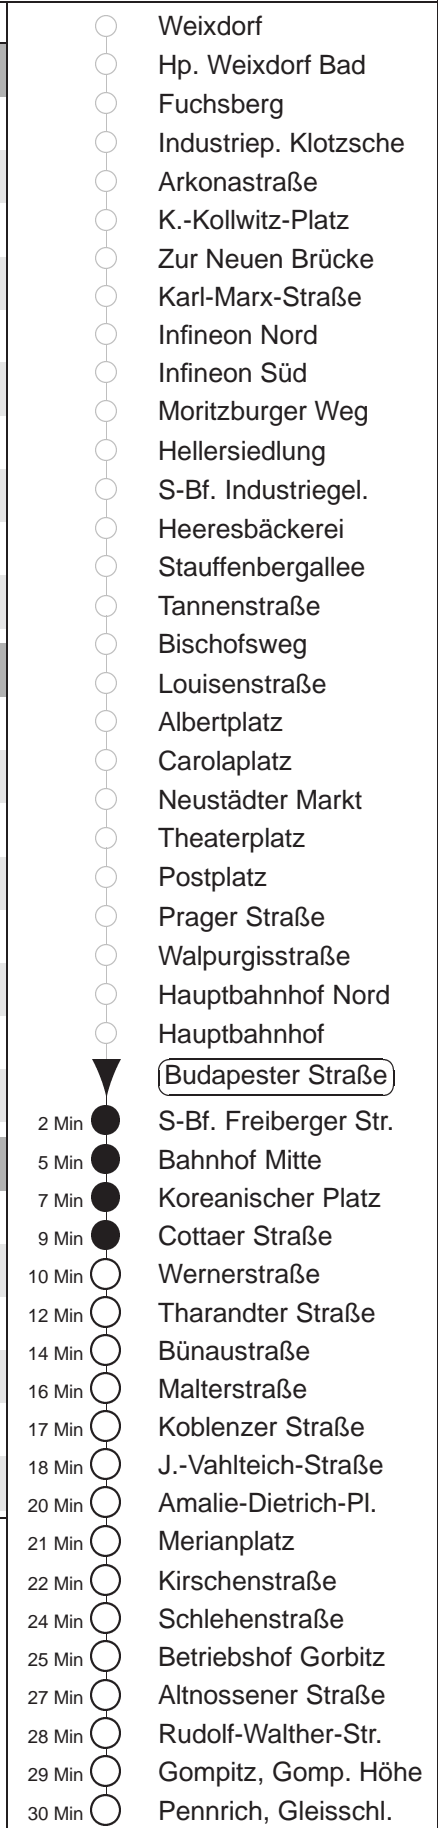 Weixdorf
Hp. Weixdorf Bad
Fuchsberg
Industriep. Klotzsche
Arkonastraße
K.-Kollwitz-Platz
Zur Neuen Brücke
Karl-Marx-Straße
Infineon Nord
Infineon Süd
Moritzburger Weg
Hellersiedlung
S-Bf. Industriegel.
Heeresbäckerei
Stauffenbergallee
Tannenstraße
Bischofsweg
Louisenstraße
Albertplatz
Carolaplatz
Neustädter Markt
Theaterplatz
Postplatz
Prager Straße
Walpurgisstraße
Hauptbahnhof Nord
Hauptbahnhof
Budapester Straße
2 Min S-Bf. Freiberger Str.
5 Min Bahnhof Mitte
7 Min Koreanischer Platz
9 Min Cottaer Straße
10 Min Wernerstraße
12 Min Tharandter Straße
14 Min Bünaustraße
16 Min Malterstraße
17 Min Koblenzer Straße
18 Min J.-Vahlteich-Straße
20 Min Amalie-Dietrich-Pl.
21 Min Merianplatz
22 Min Kirschenstraße
24 Min Schlehenstraße
25 Min Betriebshof Gorbitz
27 Min Altnossener Straße
28 Min Rudolf-Walther-Str.
29 Min Gompitz, Gomp. Höhe
30 Min Pennrich, Gleisschl.